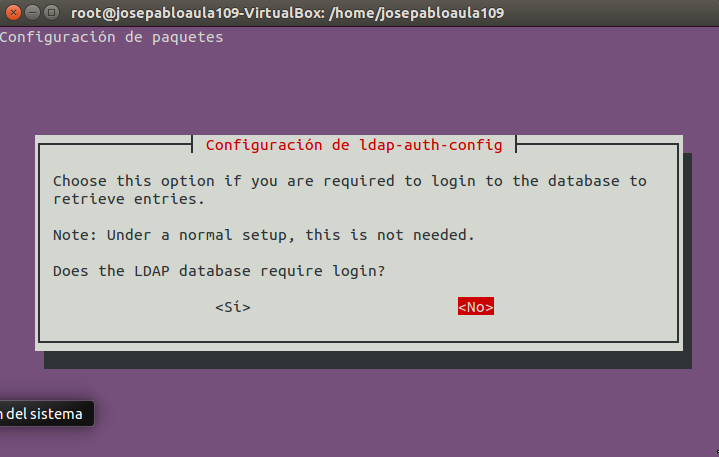 root@josepabloaula109-VirtualBox: /home/josepabloaula109
Configuración de paquetes
Configuración de ldap-auth-config
Choose this option if you are required to login to the database to
retrieve entries.
Note: Under a normal setup, this is not needed.
Does the LDAP database require login?
<Sí> <No>
n del sistema